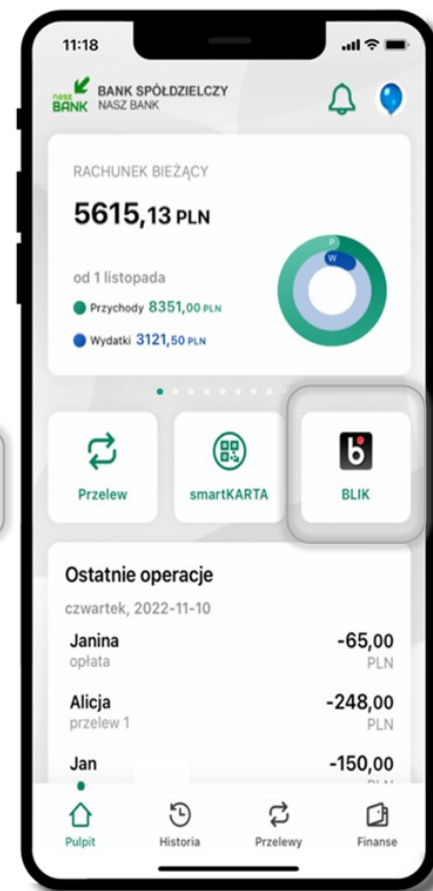 11:18
nasz BANK
BANK SPÓŁDZIELCZY
NASZ BANK
RACHUNEK BIEŻĄCY
5615,13 PLN
od 1 listopada
Przychody 8351,00 PLN
Wydatki 3121,50 PLN
P
W
Przelew
smartKARTA
BLIK
Ostatnie operacje
czwartek, 2022-11-10
Janina -65,00
opłata PLN
Alicja -248,00
przelew 1 PLN
Jan -150,00
Pulpit Historia Przelewy Finanse